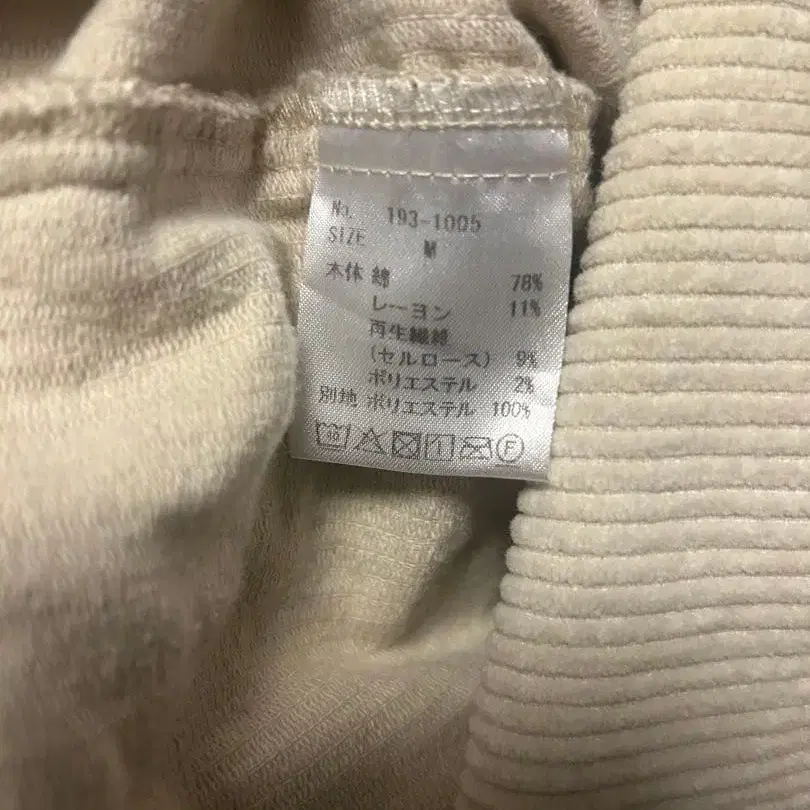 No. 193-1005
SIZE M
本体 綿 78%
レーヨン 11%
再生繊維
(セルロース) 9%
ポリエステル 2%
別地 ポリエステル 100%
40 F